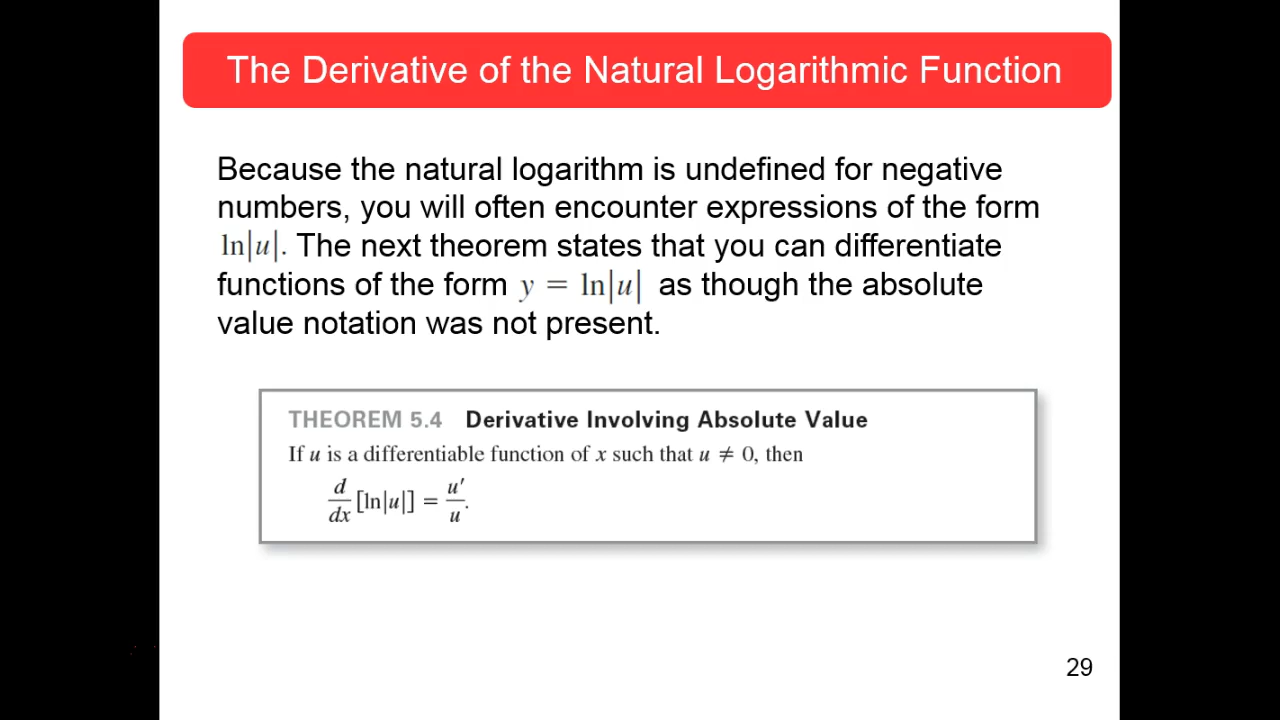 The Derivative of the Natural Logarithmic Function
Because the natural logarithm is undefined for negative
numbers, you will often encounter expressions of the form
ln|u|. The next theorem states that you can differentiate
functions of the form y = ln|u| as though the absolute
value notation was not present.
THEOREM 5.4 Derivative Involving Absolute Value
If u is a differentiable function of x such that u ≠ 0, then
d/dx [ln|u|] = u'/u.
29